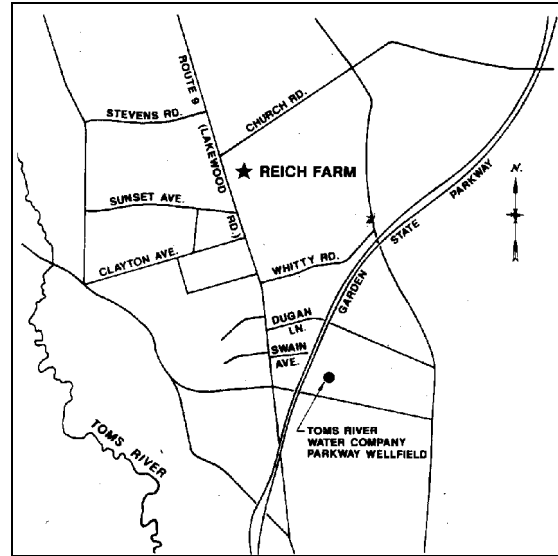 ROUTE 9
(LAKEWOOD
RD.)
STEVENS RD.
CHURCH RD.
REICH FARM
SUNSET AVE.
CLAYTON AVE.
WHITTY RD.
GARDEN
STATE
PARKWAY
N.
DUGAN
LN.
SWAIN
AVE.
TOMS RIVER
WATER COMPANY
PARKWAY WELLFIELD
TOMS RIVER